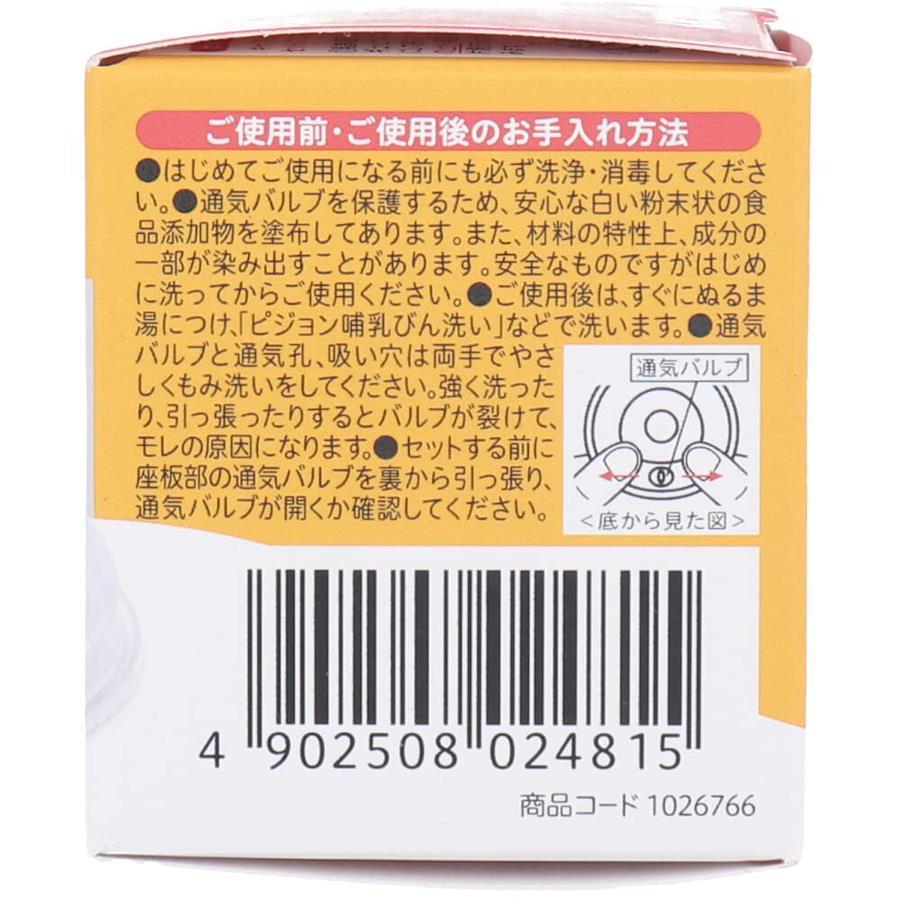 ご使用前・ご使用後のお手入れ方法
●はじめてご使用になる前にも必ず洗浄・消毒してくださ
い。●通気バルブを保護するため、安心な白い粉末状の食
品添加物を塗布してあります。また、材料の特性上、成分の
一部が染み出すことがあります。安全なものですがはじめ
に洗ってからご使用ください。●ご使用後は、すぐにぬるま
湯につけ、「ピジョン哺乳びん洗い」などで洗います。●通気
バルブと通気孔、吸い穴は両手でやさ
しくもみ洗いをしてください。強く洗った
り、引っ張ったりするとバルブが裂けて、
モレの原因になります。●セットする前に
座板部の通気バルブを裏から引っ張り、
通気バルブが開くか確認してください。
通気バルブ
<底から見た図>
4 902508 024815
商品コード 1026766